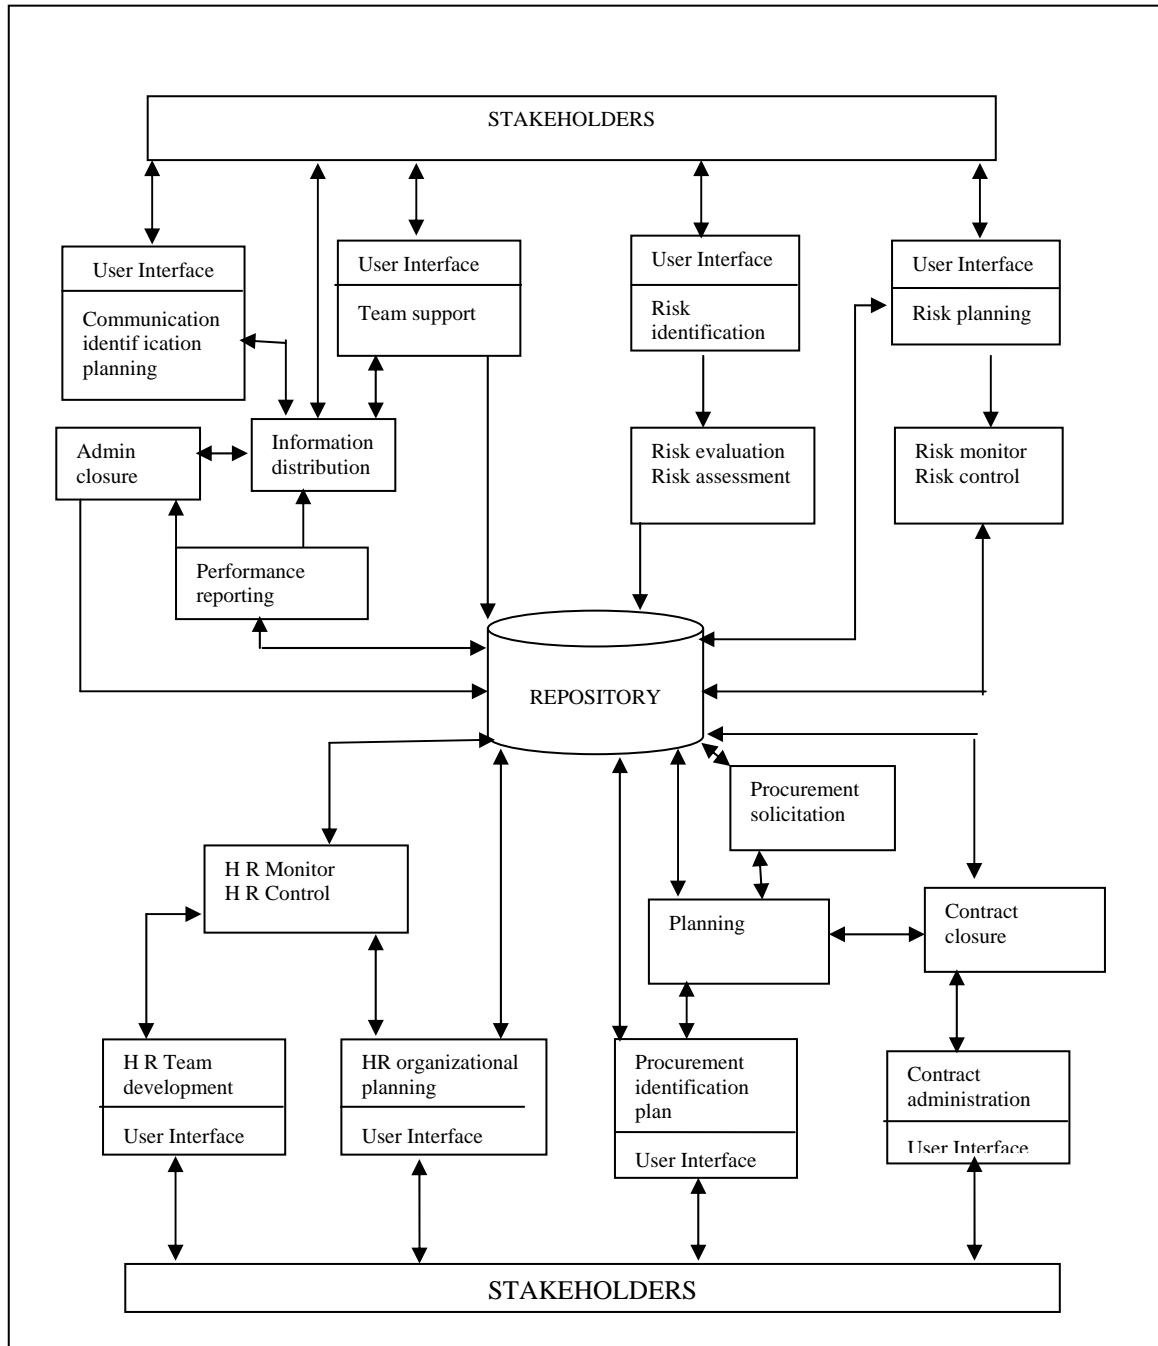 STAKEHOLDERS
User Interface
Communication
identif ication
planning
User Interface
Team support
User Interface
Risk
identification
User Interface
Risk planning
Admin
closure
Information
distribution
Risk evaluation
Risk assessment
Risk monitor
Risk control
Performance
reporting
REPOSITORY
Procurement
solicitation
H R Monitor
H R Control
Planning
Contract
closure
H R Team
development
User Interface
HR organizational
planning
User Interface
Procurement
identification
plan
User Interface
Contract
administration
User Interface
STAKEHOLDERS